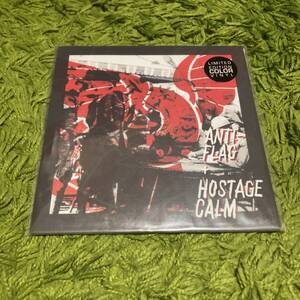 LIMITED
EDITION
COLOR
VINYL
ANTI-
FLAG
HOSTAGE
CALM